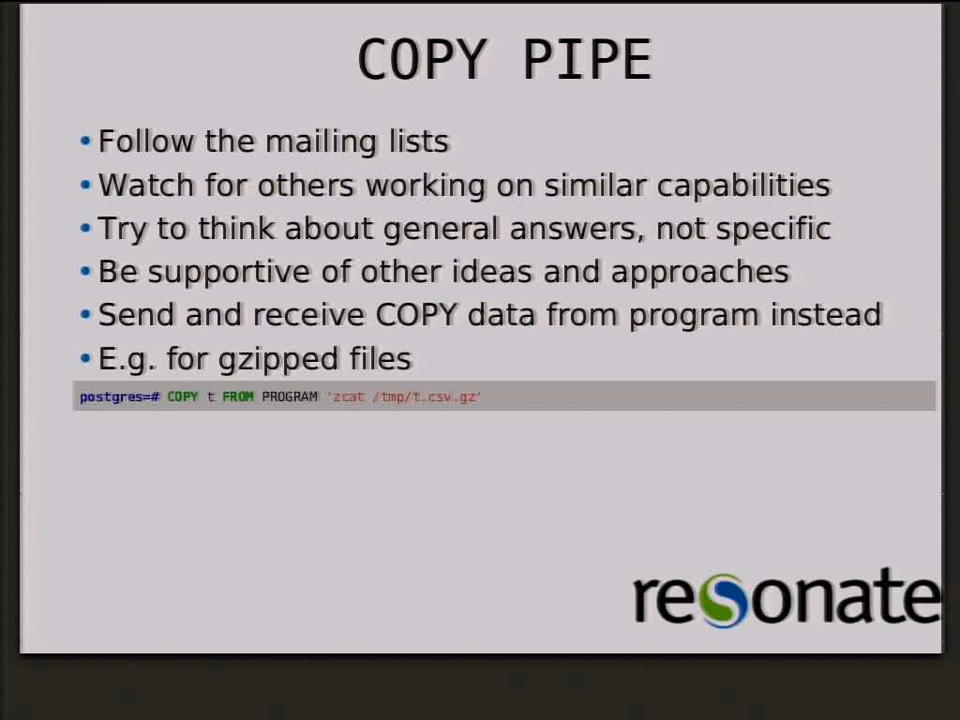 COPY PIPE
• Follow the mailing lists
• Watch for others working on similar capabilities
• Try to think about general answers, not specific
• Be supportive of other ideas and approaches
• Send and receive COPY data from program instead
• E.g. for gzipped files
postgres=# COPY t FROM PROGRAM 'zcat /tmp/t.csv.gz'
resonate